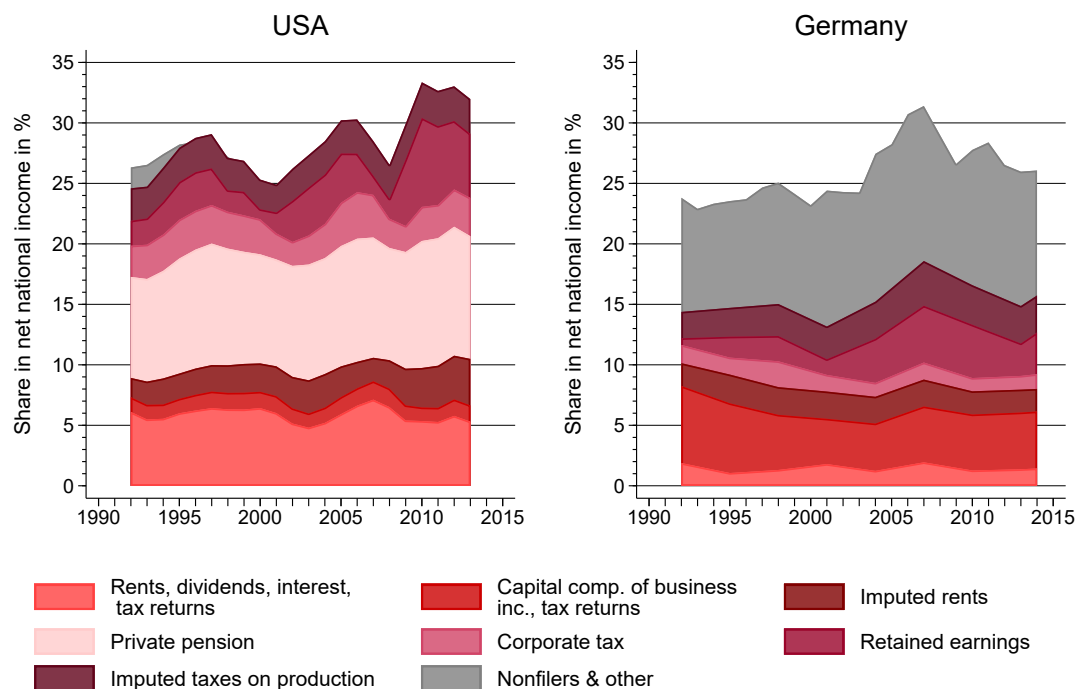 USA
Germany
Share in net national income in %
35
30
25
20
15
10
5
0
1990 1995 2000 2005 2010 2015
Share in net national income in %
35
30
25
20
15
10
5
0
1990 1995 2000 2005 2010 2015
Rents, dividends, interest,
tax returns
Capital comp. of business
inc., tax returns
Imputed rents
Private pension
Corporate tax
Retained earnings
Imputed taxes on production
Nonfilers & other